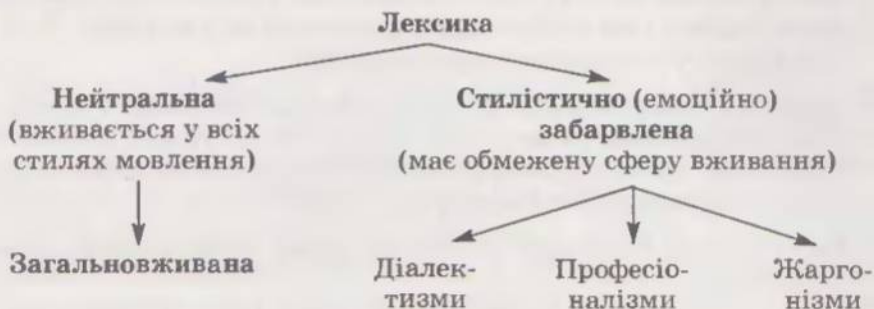 Лексика
Нейтральна
(вживається у всіх
стилях мовлення)
Стилістично (емоційно)
забарвлена
(має обмежену сферу вживання)
Загальновживана
Діалек-
тизми
Професіо-
налізми
Жарго-
нізми